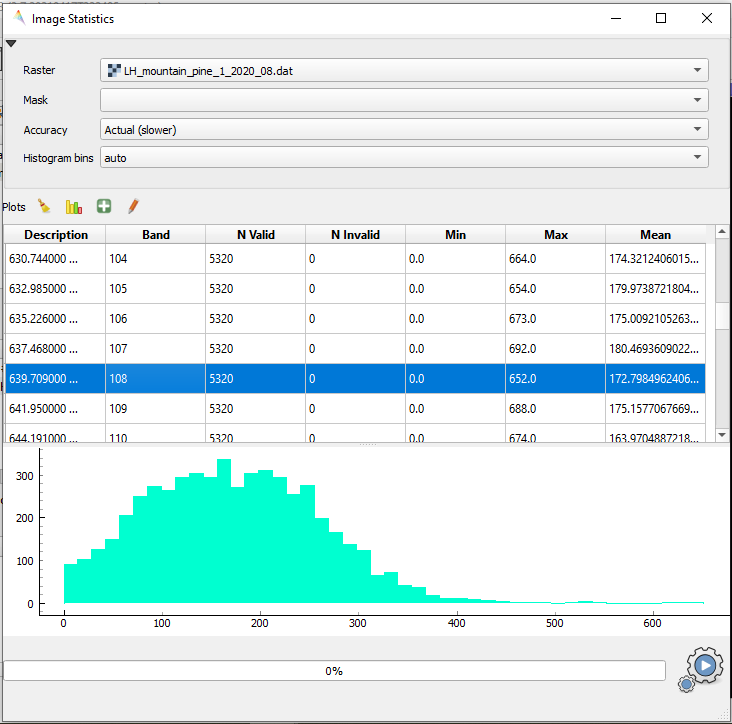 Image Statistics
Raster LH_mountain_pine_1_2020_08.dat
Mask
Accuracy Actual (slower)
Histogram bins auto
Plots
Description Band N Valid N Invalid Min Max Mean
630.744000 ... 104 5320 0 0.0 664.0 174.3212406015...
632.985000 ... 105 5320 0 0.0 654.0 179.9738721804...
635.226000 ... 106 5320 0 0.0 673.0 175.0092105263...
637.468000 ... 107 5320 0 0.0 692.0 180.4693609022...
639.709000 ... 108 5320 0 0.0 652.0 172.7984962406...
641.950000 ... 109 5320 0 0.0 688.0 175.1577067669...
644.191000 ... 110 5320 0 0.0 674.0 163.9704887218...
300
200
100
0
0 100 200 300 400 500 600
0%